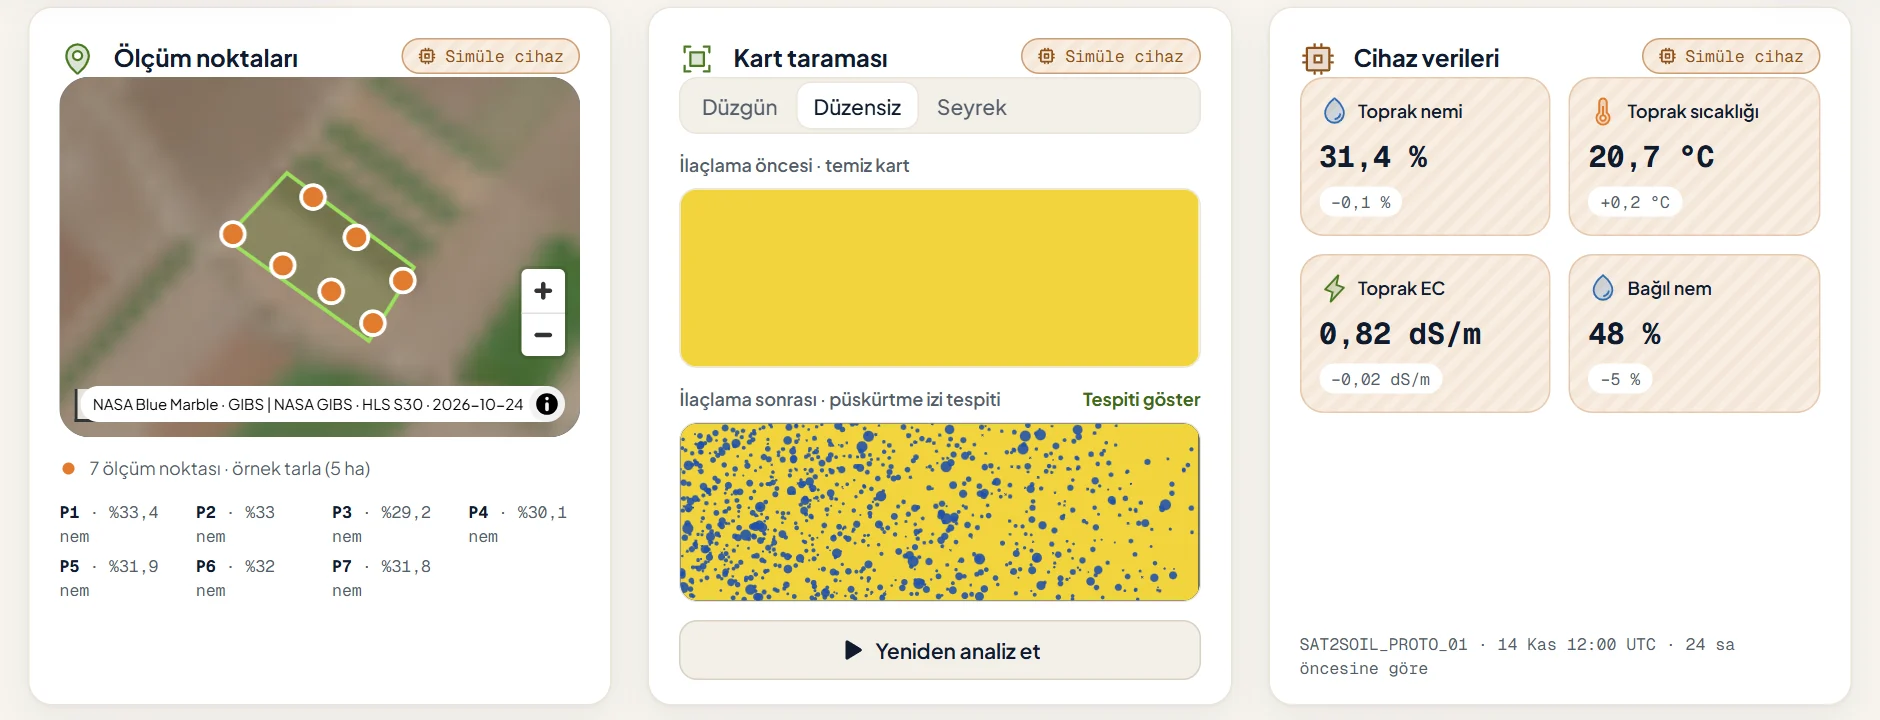 Ölçüm noktaları
Simüle cihaz
NASA Blue Marble · GIBS | NASA GIBS · HLS S30 · 2026-10-24
7 ölçüm noktası · örnek tarla (5 ha)
P1 · %33,4 nem
P2 · %33 nem
P3 · %29,2 nem
P4 · %30,1 nem
P5 · %31,9 nem
P6 · %32 nem
P7 · %31,8 nem
Kart taraması
Simüle cihaz
Düzgün Düzensiz Seyrek
İlaçlama öncesi · temiz kart
İlaçlama sonrası · püskürtme izi tespiti
Tespiti göster
Yeniden analiz et
Cihaz verileri
Simüle cihaz
Toprak nemi
31,4 %
−0,1 %
Toprak sıcaklığı
20,7 °C
+0,2 °C
Toprak EC
0,82 dS/m
−0,02 dS/m
Bağıl nem
48 %
−5 %
SAT2SOIL_PROTO_01 · 14 Kas 12:00 UTC · 24 sa
öncesine göre